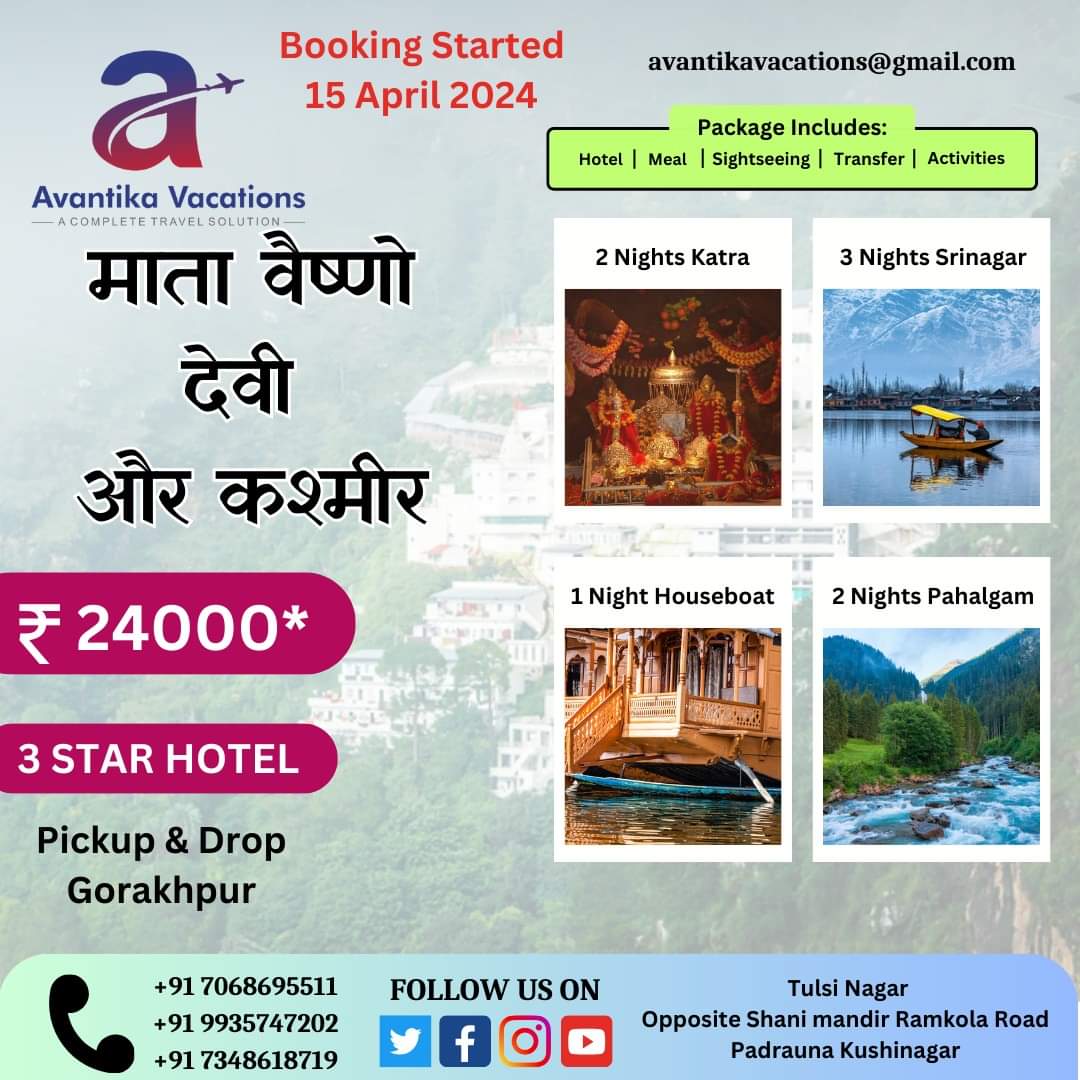 Booking Started
15 April 2024
avantikavacations@gmail.com
a
Avantika Vacations
A COMPLETE TRAVEL SOLUTION
Package Includes:
Hotel | Meal | Sightseeing | Transfer | Activities
माता वैष्णो
देवी
और कश्मीर
₹ 24000*
3 STAR HOTEL
Pickup & Drop
Gorakhpur
2 Nights Katra
3 Nights Srinagar
1 Night Houseboat
2 Nights Pahalgam
+91 7068695511
+91 9935747202
+91 7348618719
FOLLOW US ON
Tulsi Nagar
Opposite Shani mandir Ramkola Road
Padrauna Kushinagar